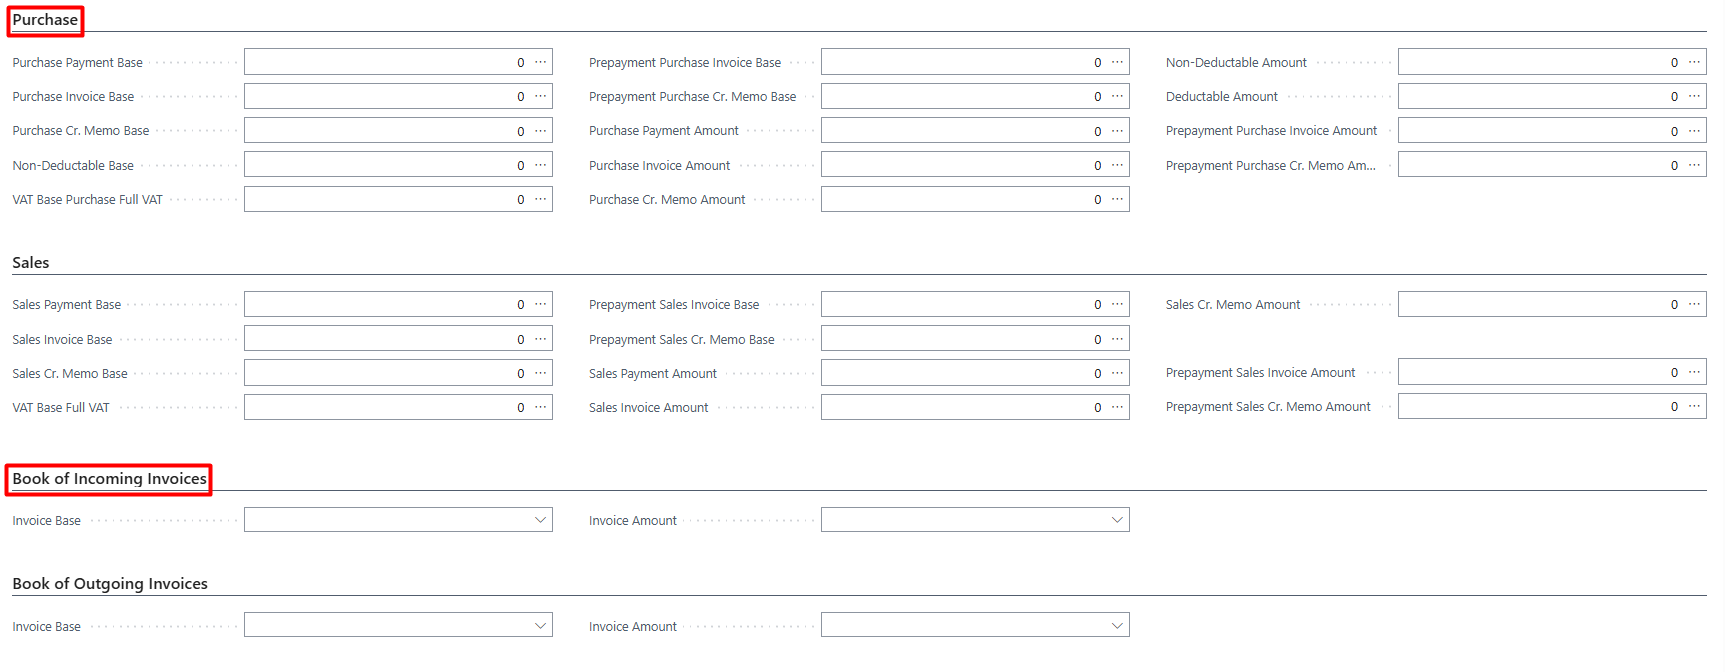 Purchase
Purchase Payment Base 0 ... Prepayment Purchase Invoice Base 0 ... Non-Deductable Amount 0 ...
Purchase Invoice Base 0 ... Prepayment Purchase Cr. Memo Base 0 ... Deductable Amount 0 ...
Purchase Cr. Memo Base 0 ... Purchase Payment Amount 0 ... Prepayment Purchase Invoice Amount 0 ...
Non-Deductable Base 0 ... Purchase Invoice Amount 0 ... Prepayment Purchase Cr. Memo Am... 0 ...
VAT Base Purchase Full VAT 0 ... Purchase Cr. Memo Amount 0 ...
Sales
Sales Payment Base 0 ... Prepayment Sales Invoice Base 0 ... Sales Cr. Memo Amount 0 ...
Sales Invoice Base 0 ... Prepayment Sales Cr. Memo Base 0 ...
Sales Cr. Memo Base 0 ... Sales Payment Amount 0 ... Prepayment Sales Invoice Amount 0 ...
VAT Base Full VAT 0 ... Sales Invoice Amount 0 ... Prepayment Sales Cr. Memo Amount 0 ...
Book of Incoming Invoices
Invoice Base Invoice Amount
Book of Outgoing Invoices
Invoice Base Invoice Amount